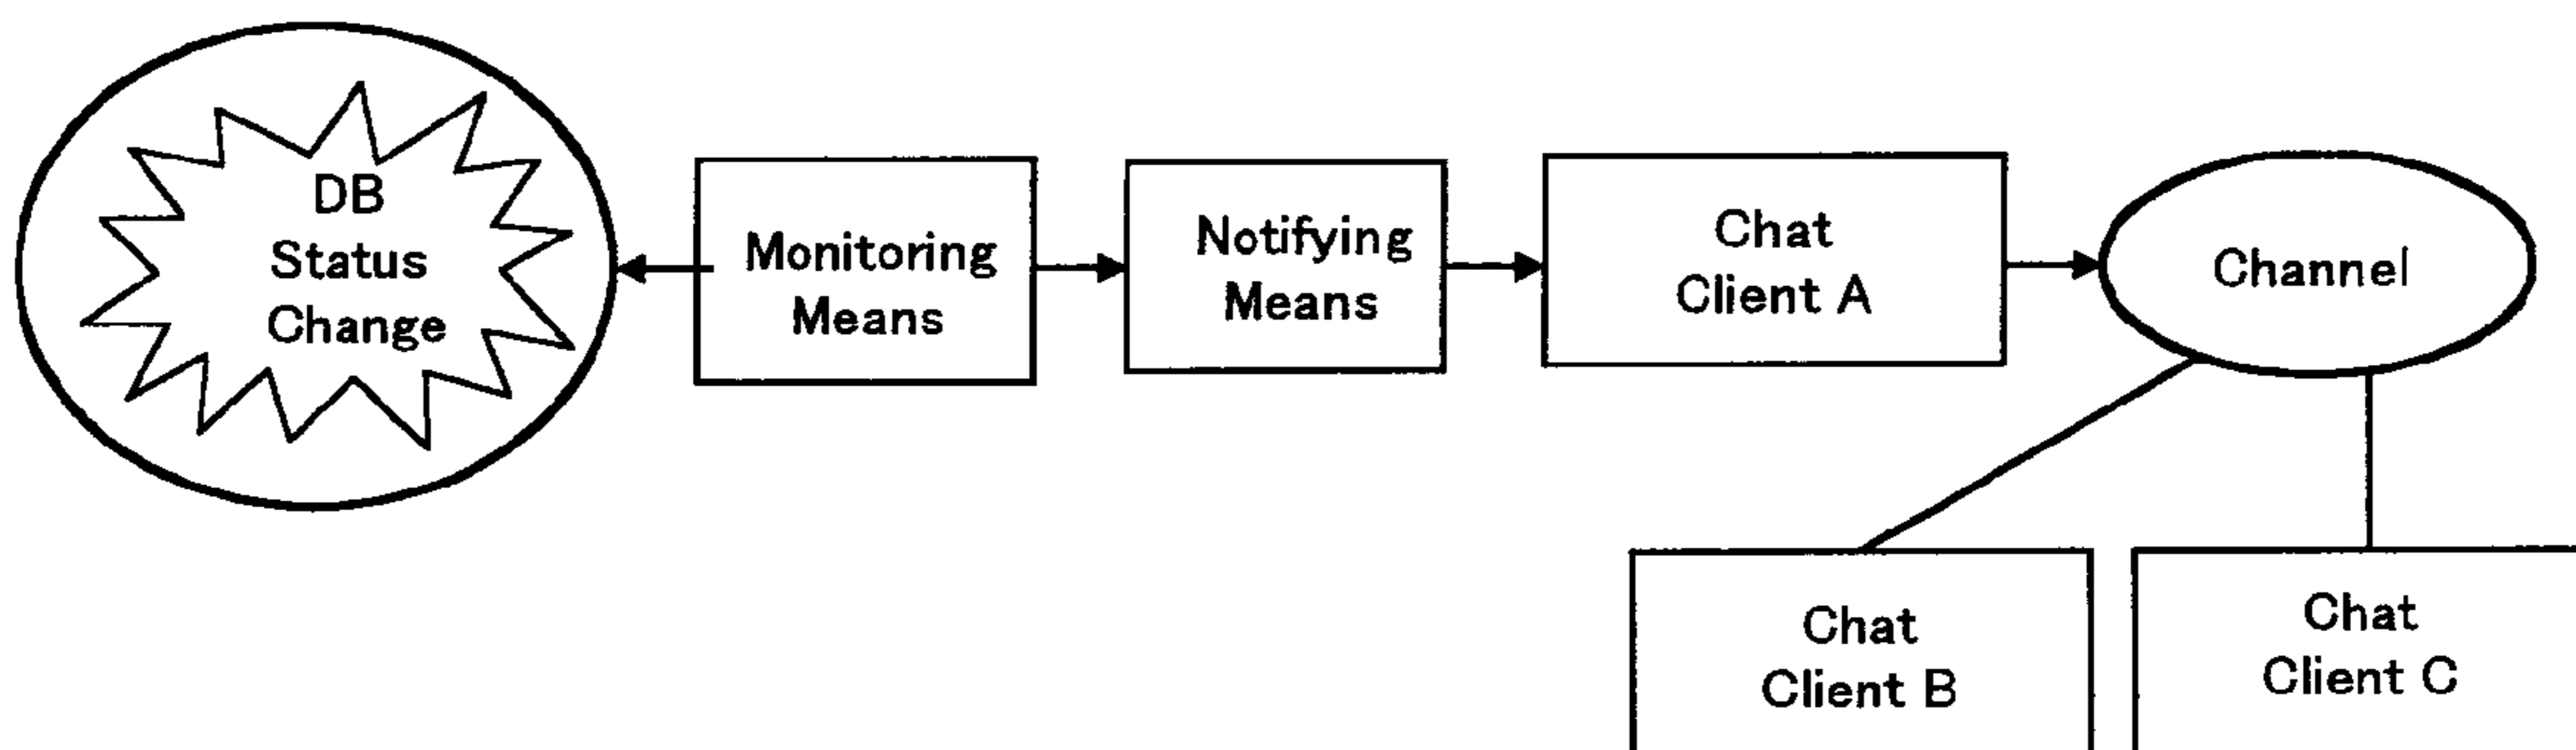 DB
Status
Change
Monitoring
Means
Notifying
Means
Chat
Client A
Channel
Chat
Client B
Chat
Client C